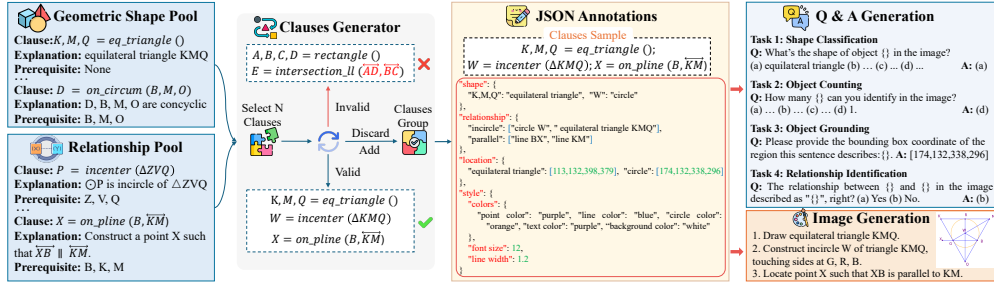 Geometric Shape Pool
Clause:K, M, Q = eq_triangle ()
Explanation: equilateral triangle KMQ
Prerequisite: None
...
Clause: D = on_circum (B, M, O)
Explanation: D, B, M, O are concyclic
Prerequisite: B, M, O
Relationship Pool
Clause: P = incenter (ΔZVQ)
Explanation: ⨀P is incircle of △ZVQ
Prerequisite: Z, V, Q
...
Clause: X = on_pline (B, KM)
Explanation: Construct a point X such
that XB ∥ KM.
Prerequisite: B, K, M
Clauses Generator
A, B, C, D = rectangle ()
E = intersection_ll (AD, BC)
Select N
Clauses
Invalid
Discard
Add
Valid
Clauses
Group
K, M, Q = eq_triangle ()
W = incenter (ΔKMQ)
X = on_pline (B, KM)
JSON Annotations
Clauses Sample
K, M, Q = eq_triangle ();
W = incenter (ΔKMQ); X = on_pline (B, KM)
"shape": {
"K,M,Q": "equilateral triangle", "W": "circle"
},
"relationship": {
"incircle": ["circle W", " equilateral triangle KMQ"],
"parallel": ["line BX", "line KM"]
},
"location": {
"equilateral triangle": [113,132,398,379], "circle": [174,132,338,296]
},
"style": {
"colors": {
"point color": "purple", "line color": "blue", "circle color":
"orange", "text color": "purple", "background color": "white"
},
"font size": 12,
"line width": 1.2
}
Q & A Generation
Task 1: Shape Classification
Q: What's the shape of object {} in the image?
(a) equilateral triangle (b) … (c) ... (d) ... A: (a)
Task 2: Object Counting
Q: How many {} can you identify in the image?
(a) … (b) … (c) … (d) 1. A: (d)
Task 3: Object Grounding
Q: Please provide the bounding box coordinate of the
region this sentence describes:{}. A: [174,132,338,296]
Task 4: Relationship Identification
Q: The relationship between {} and {} in the image
described as "{}", right? (a) Yes (b) No. A: (b)
Image Generation
1. Draw equilateral triangle KMQ.
2. Construct incircle W of triangle KMQ,
touching sides at G, R, B.
3. Locate point X such that XB is parallel to KM.